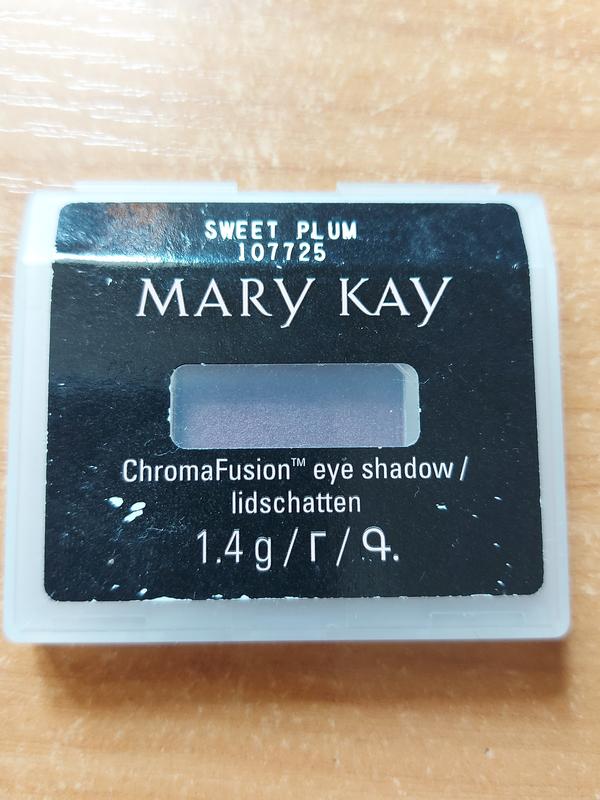 SWEET PLUM
107725
MARY KAY
ChromaFusion™ eye shadow /
lidschatten
1.4 g / Г / Գ.